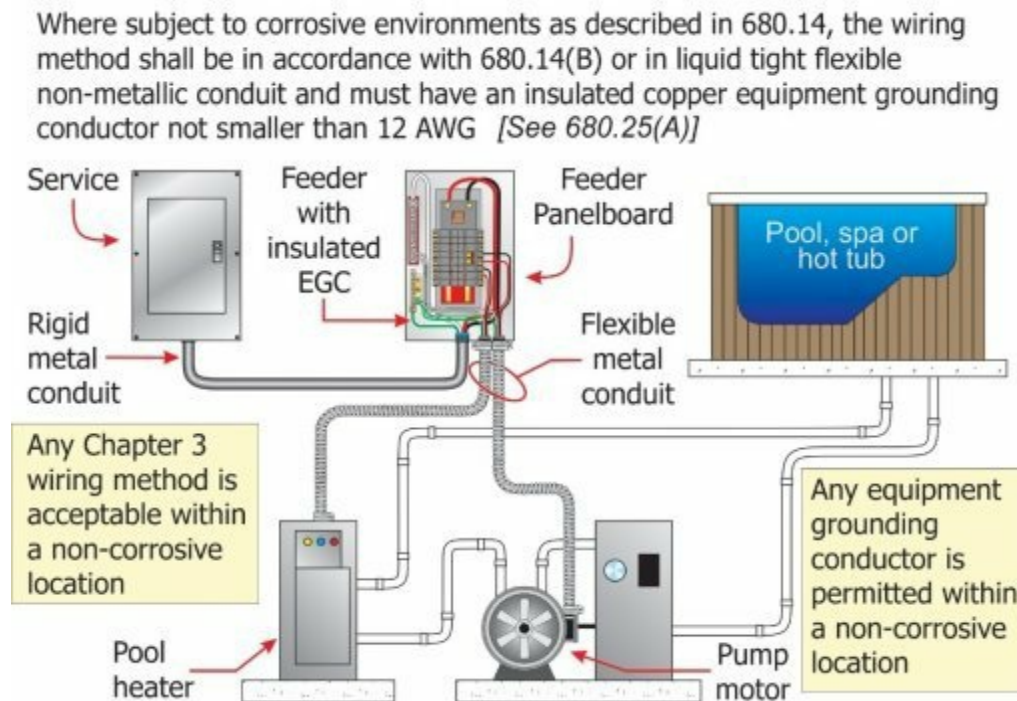 Where subject to corrosive environments as described in 680.14, the wiring
method shall be in accordance with 680.14(B) or in liquid tight flexible
non-metallic conduit and must have an insulated copper equipment grounding
conductor not smaller than 12 AWG [See 680.25(A)]
Service
Feeder
with
insulated
EGC
Feeder
Panelboard
Pool, spa or
hot tub
Rigid
metal
conduit
Flexible
metal
conduit
Any Chapter 3
wiring method is
acceptable within
a non-corrosive
location
Any equipment
grounding
conductor is
permitted within
a non-corrosive
location
Pool
heater
Pump
motor